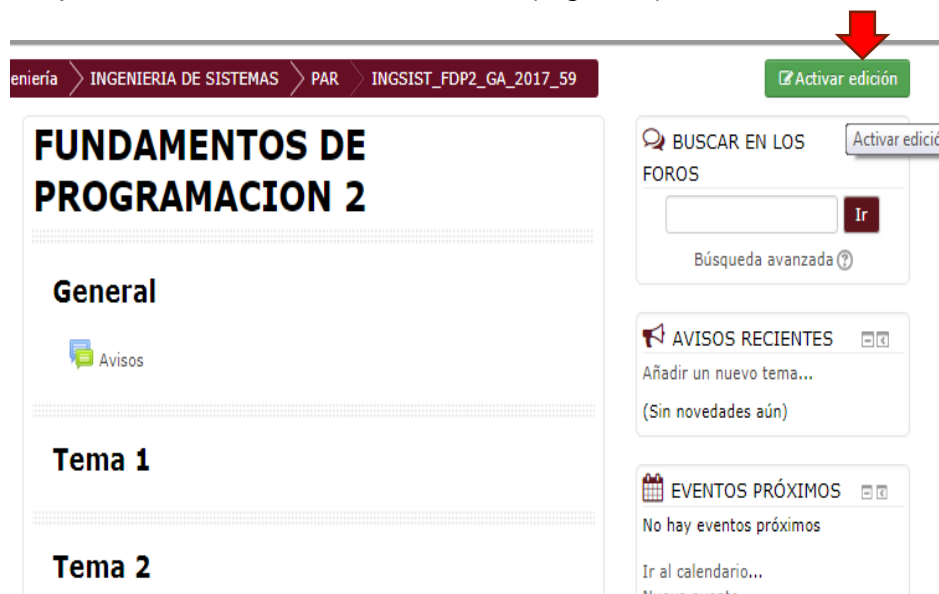 eniería INGENIERIA DE SISTEMAS PAR INGSIST_FDP2_GA_2017_59
Activar edición
FUNDAMENTOS DE
PROGRAMACION 2
General
Avisos
Tema 1
Tema 2
BUSCAR EN LOS
FOROS
Activar edició
Ir
Búsqueda avanzada
AVISOS RECIENTES
Añadir un nuevo tema...
(Sin novedades aún)
EVENTOS PRÓXIMOS
No hay eventos próximos
Ir al calendario...